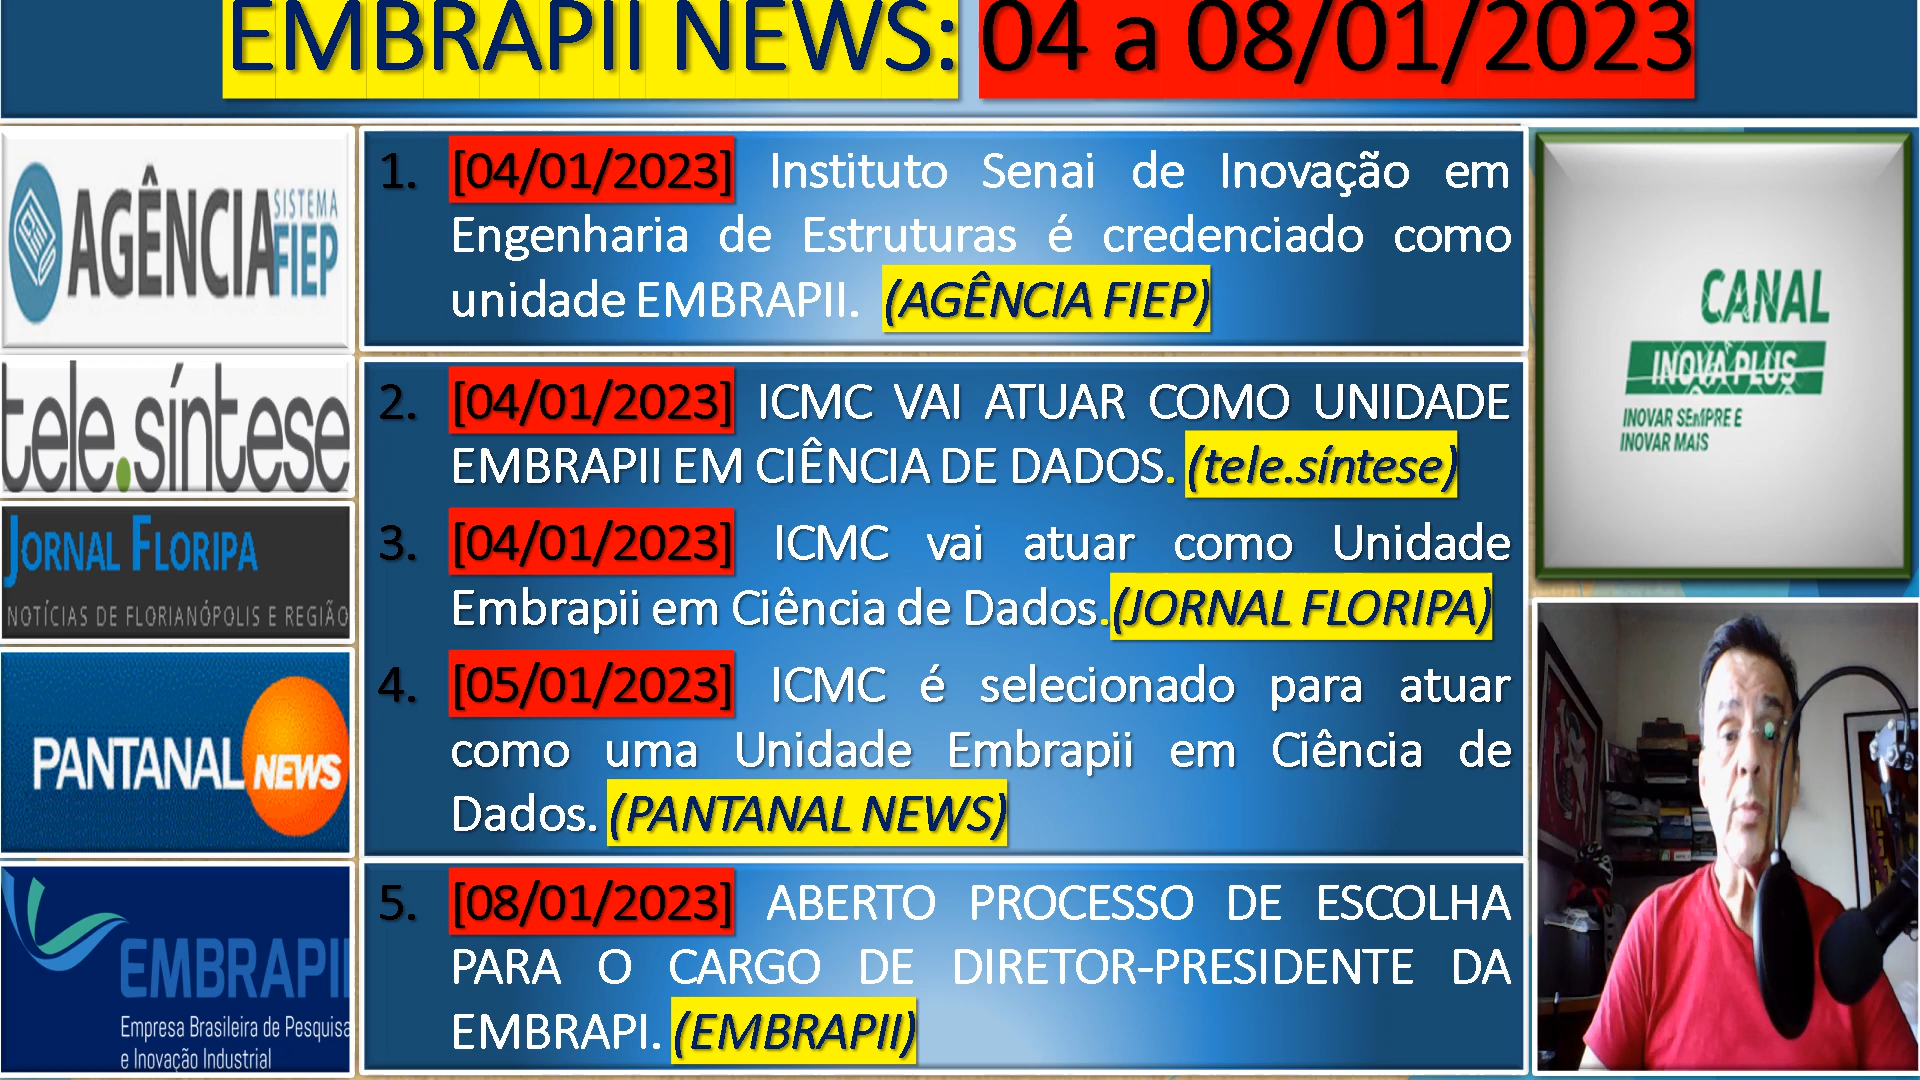 EMBRAPII NEWS: 04 a 08/01/2023
AGÊNCIA SISTEMA FIEP
1. [04/01/2023] Instituto Senai de Inovação em
Engenharia de Estruturas é credenciado como
unidade EMBRAPII. (AGÊNCIA FIEP)
tele.síntese
JORNAL FLORIPA
NOTÍCIAS DE FLORIANÓPOLIS E REGIÃO
PANTANAL NEWS
2. [04/01/2023] ICMC VAI ATUAR COMO UNIDADE
EMBRAPII EM CIÊNCIA DE DADOS. (tele.síntese)
3. [04/01/2023] ICMC vai atuar como Unidade
Embrapii em Ciência de Dados.(JORNAL FLORIPA)
4. [05/01/2023] ICMC é selecionado para atuar
como uma Unidade Embrapii em Ciência de
Dados. (PANTANAL NEWS)
EMBRAPII
Empresa Brasileira de Pesquisa
e Inovação Industrial
5. [08/01/2023] ABERTO PROCESSO DE ESCOLHA
PARA O CARGO DE DIRETOR-PRESIDENTE DA
EMBRAPI. (EMBRAPII)
CANAL
INOVA PLUS
INOVAR SEMPRE E
INOVAR MAIS